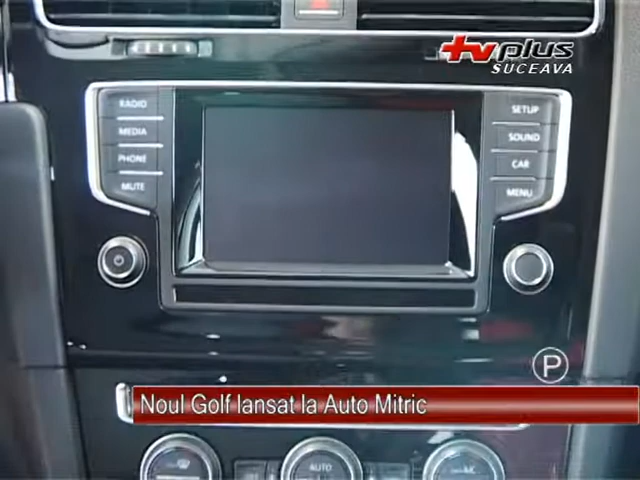 tvplus
SUCEAVA
RADIO
MEDIA
PHONE
MUTE
SETUP
SOUND
CAR
MENU
P
Noul Golf lansat la Auto Mitric
AUTO